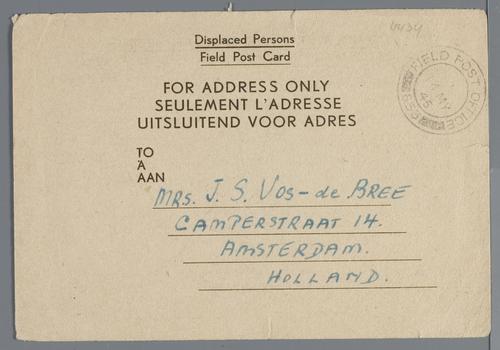 Displaced Persons
Field Post Card
FOR ADDRESS ONLY
SEULEMENT L'ADRESSE
UITSLUITEND VOOR ADRES
TO
'A
AAN
MRS. J. S. VOS-de BREE
CAMPERSTRAAT 14.
AMSTERDAM.
HOLLAND.
FIELD POST OFFICE
MY
45